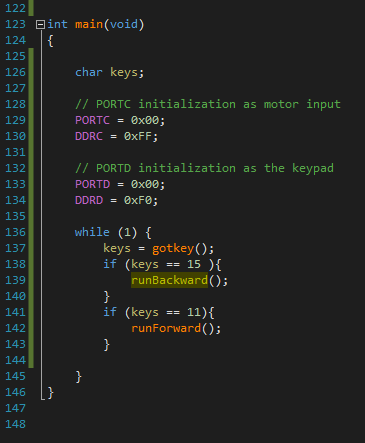 122
123 int main(void)
124 {
125
126 char keys;
127
128 // PORTC initialization as motor input
129 PORTC = 0x00;
130 DDRC = 0xFF;
131
132 // PORTD initialization as the keypad
133 PORTD = 0x00;
134 DDRD = 0xF0;
135
136 while (1) {
137 keys = gotkey();
138 if (keys == 15 ){
139 runBackward();
140 }
141 if (keys == 11){
142 runForward();
143 }
144
145 }
146 }
147
148